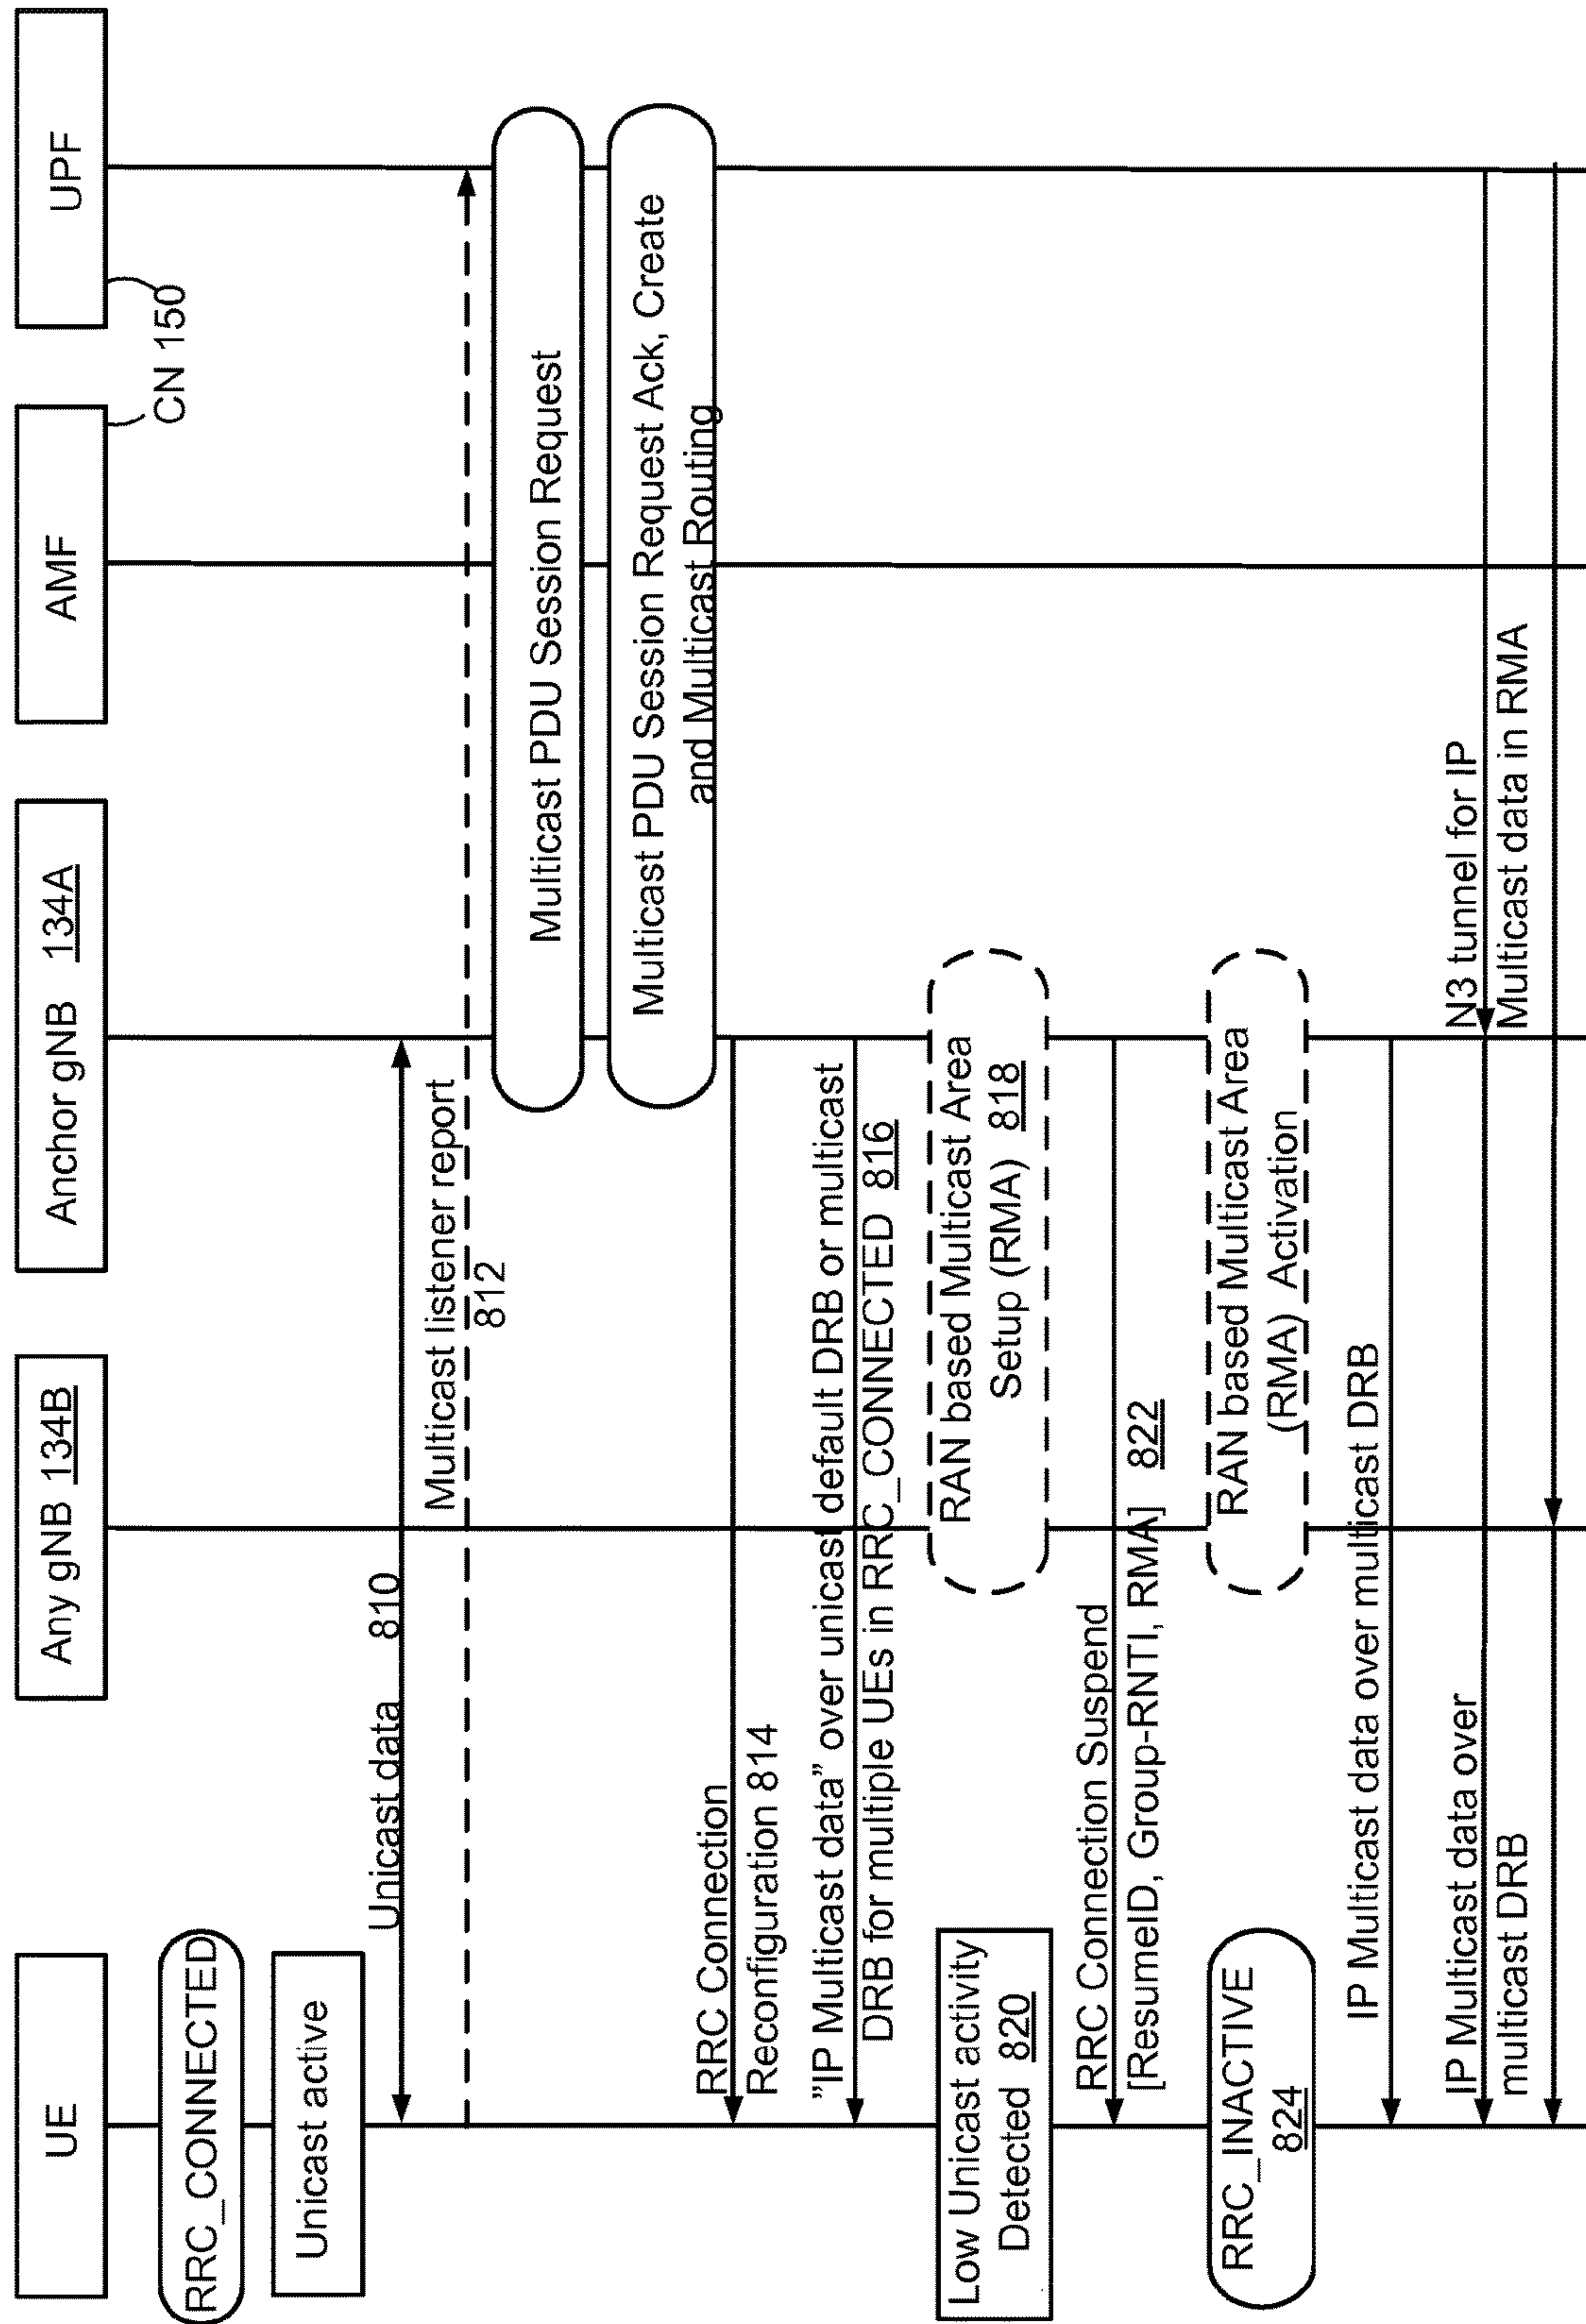 UE
Any gNB 134B
Anchor gNB 134A
AMF
UPF
CN 150
RRC_CONNECTED
Unicast active
Unicast data 810
Multicast listener report
812
Multicast PDU Session Request
Multicast PDU Session Request Ack, Create
and Multicast Routing
RRC Connection
Reconfiguration 814
"IP Multicast data" over unicast default DRB or multicast
DRB for multiple UEs in RRC_CONNECTED 816
RAN based Multicast Area
Setup (RMA) 818
Low Unicast activity
Detected 820
RRC Connection Suspend
[ResumeID, Group-RNTI, RMA] 822
RRC_INACTIVE
824
RAN based Multicast Area
(RMA) Activation
IP Multicast data over multicast DRB
N3 tunnel for IP
Multicast data in RMA
IP Multicast data over
multicast DRB